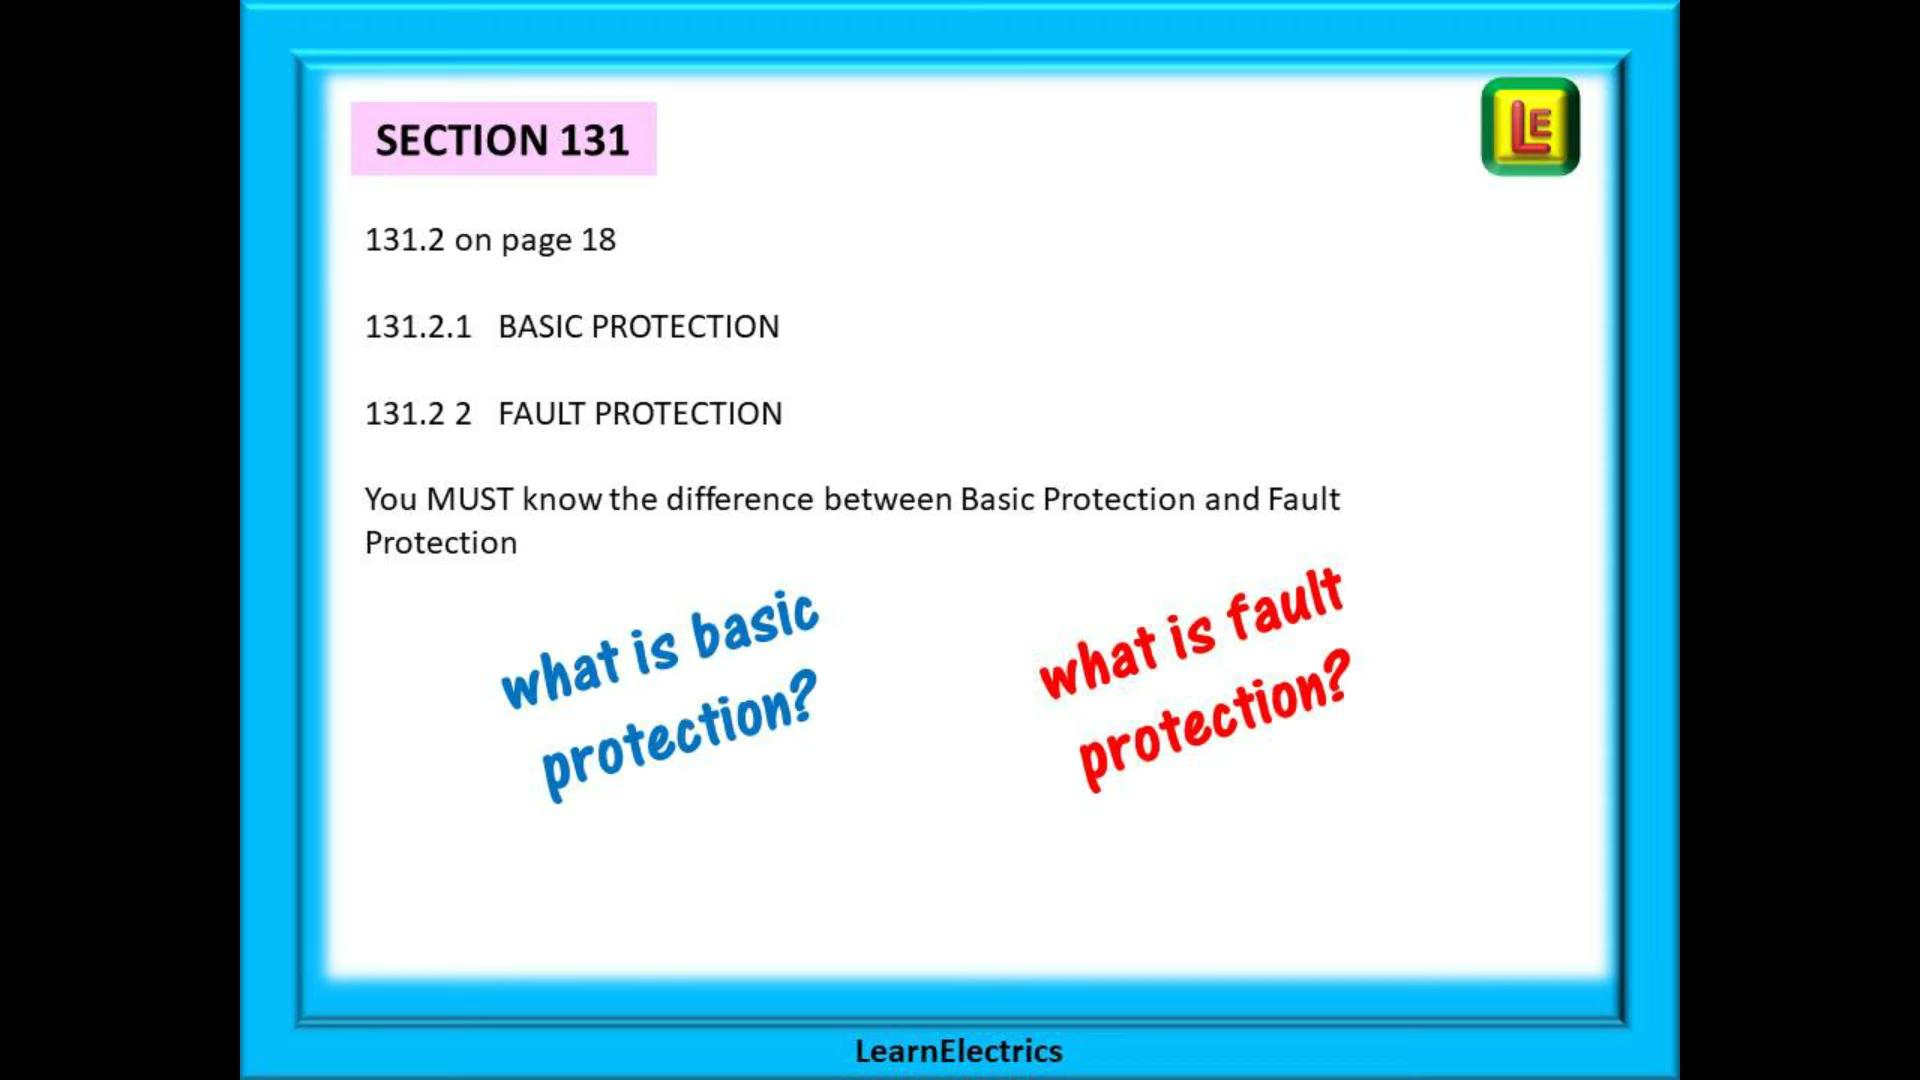 SECTION 131
LE
131.2 on page 18
131.2.1 BASIC PROTECTION
131.2 2 FAULT PROTECTION
You MUST know the difference between Basic Protection and Fault
Protection
what is basic
protection?
what is fault
protection?
LearnElectrics